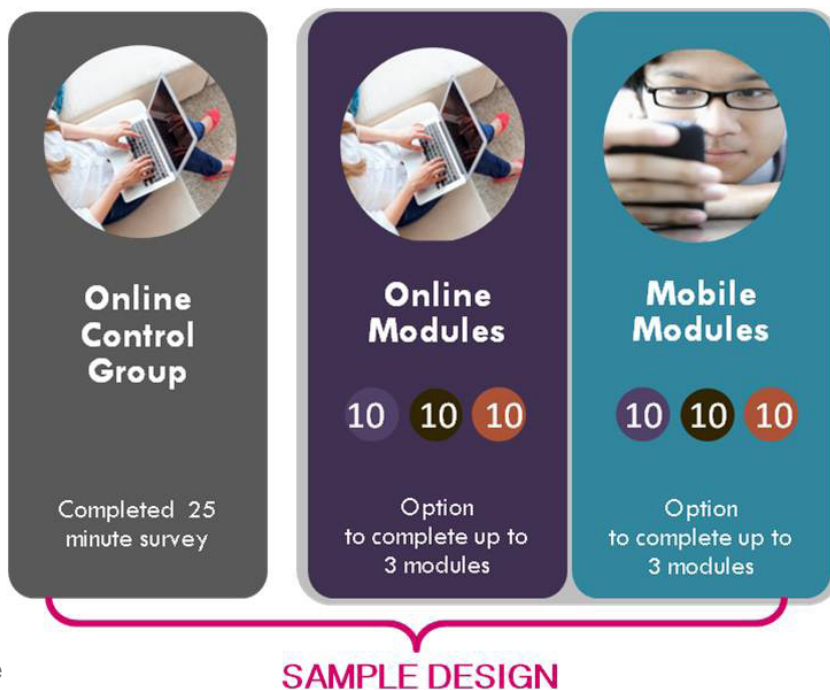 Online
Control
Group
Completed 25
minute survey
Online
Modules
10 10 10
Option
to complete up to
3 modules
Mobile
Modules
10 10 10
Option
to complete up to
3 modules
SAMPLE DESIGN